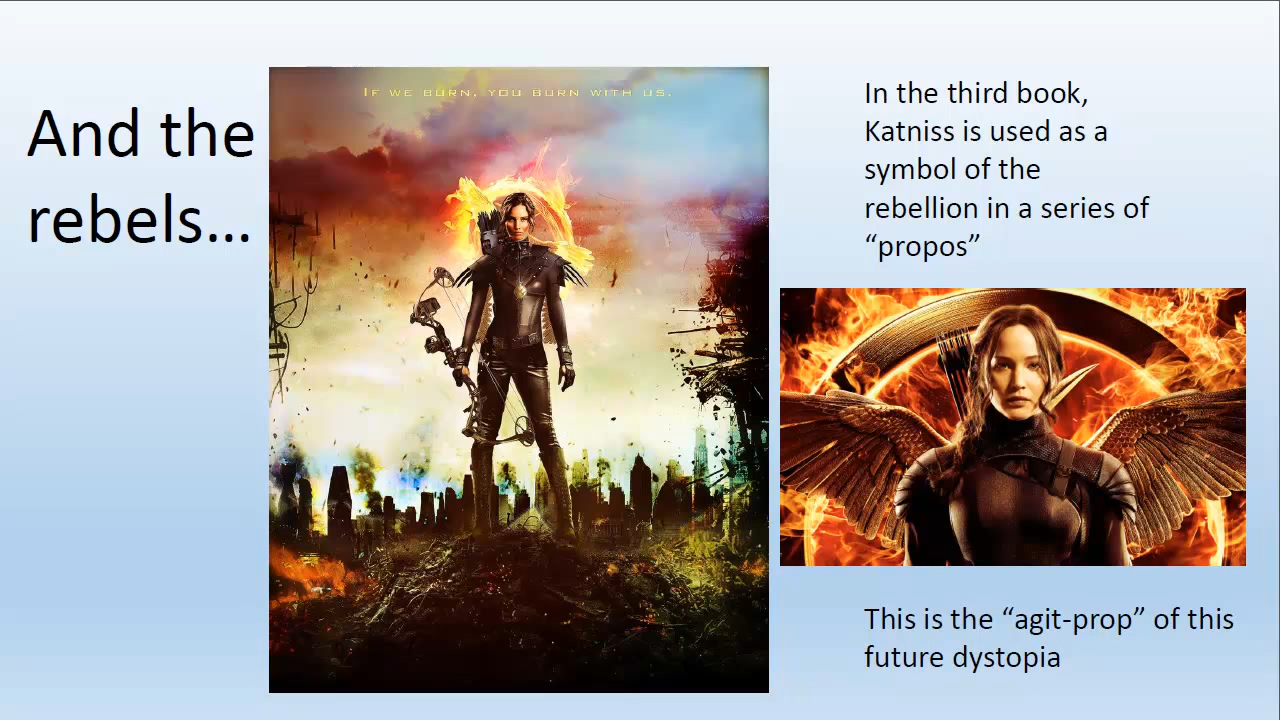 And the
rebels…
IF WE BURN, YOU BURN WITH US.
In the third book,
Katniss is used as a
symbol of the
rebellion in a series of
“propos”
This is the “agit-prop” of this
future dystopia